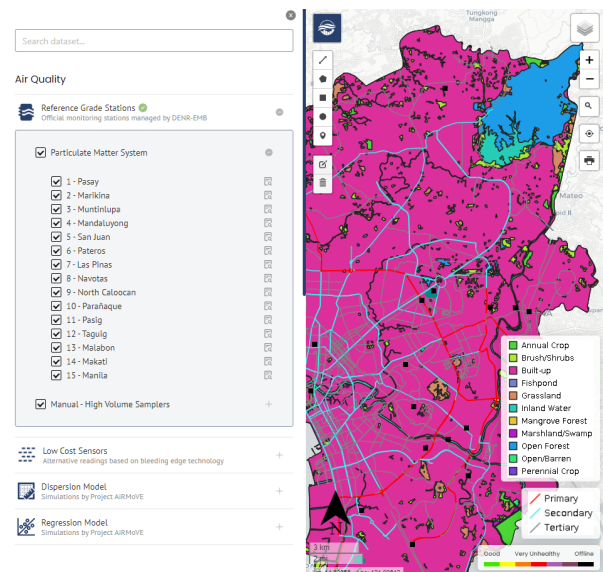 Search dataset...
Air Quality
Reference Grade Stations
Official monitoring stations managed by DENR-EMB
Particulate Matter System
1 - Pasay
2 - Marikina
3 - Muntinlupa
4 - Mandaluyong
5 - San Juan
6 - Pateros
7 - Las Pinas
8 - Navotas
9 - North Caloocan
10 - Parañaque
11 - Pasig
12 - Taguig
13 - Malabon
14 - Makati
15 - Manila
Manual - High Volume Samplers
Low Cost Sensors
Alternative readings based on bleeding edge technology
Dispersion Model
Simulations by Project AiRMoVE
Regression Model
Simulations by Project AiRMoVE
Tungkong
Mangga
Mateo
Annual Crop
Brush/Shrubs
Built-up
Fishpond
Grassland
Inland Water
Mangrove Forest
Marshland/Swamp
Open Forest
Open/Barren
Perennial Crop
Primary
Secondary
Tertiary
N
3 km
2 mi
Good Very Unhealthy Offline